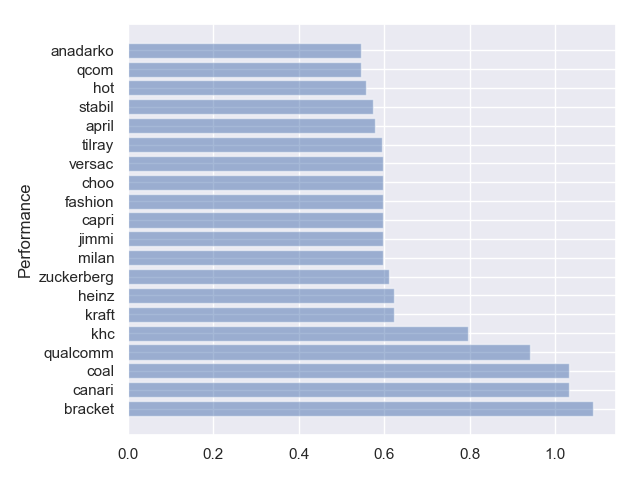 Performance
anadarko
qcom
hot
stabil
april
tilray
versac
choo
fashion
capri
jimmi
milan
zuckerberg
heinz
kraft
khc
qualcomm
coal
canari
bracket
0.0 0.2 0.4 0.6 0.8 1.0